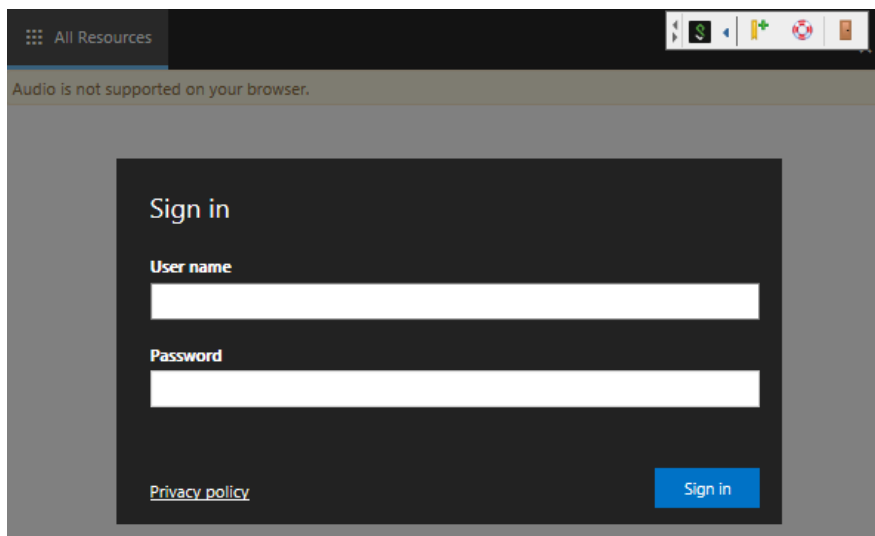 All Resources
Audio is not supported on your browser.
Sign in
User name
Password
Privacy policy
Sign in